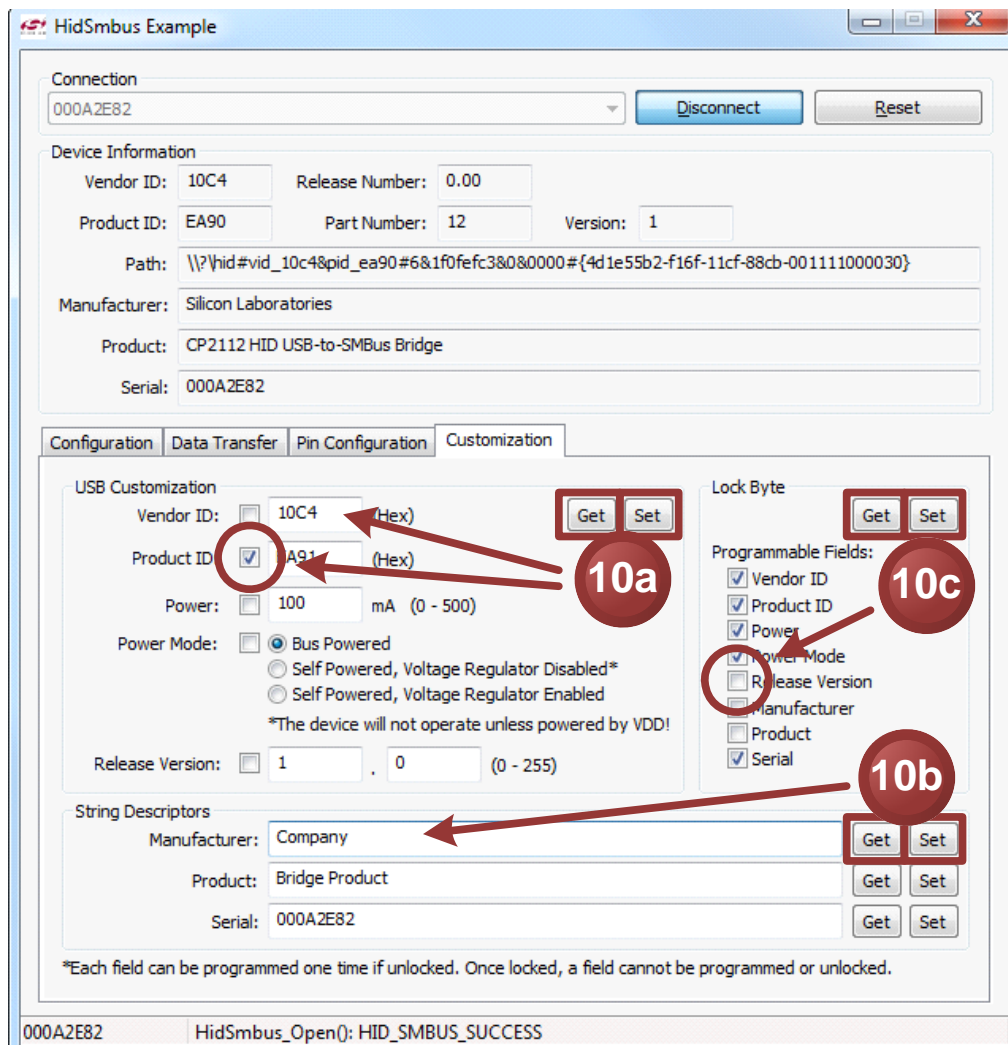 HidSmbus Example
Connection
000A2E82 Disconnect Reset
Device Information
Vendor ID: 10C4 Release Number: 0.00
Product ID: EA90 Part Number: 12 Version: 1
Path: \\?\hid#vid_10c4&pid_ea90#6&1f0fefc3&0&0000#{4d1e55b2-f16f-11cf-88cb-001111000030}
Manufacturer: Silicon Laboratories
Product: CP2112 HID USB-to-SMBus Bridge
Serial: 000A2E82
Configuration Data Transfer Pin Configuration Customization
USB Customization
Vendor ID: 10C4 (Hex) Get Set
Product ID EA91 (Hex)
10a
Power: 100 mA (0 - 500)
Power Mode: Bus Powered
Self Powered, Voltage Regulator Disabled*
Self Powered, Voltage Regulator Enabled
*The device will not operate unless powered by VDD!
Release Version: 1 . 0 (0 - 255)
Lock Byte
Get Set
Programmable Fields:
Vendor ID
10c
Product ID
Power
Power Mode
Release Version
Manufacturer
Product
Serial
10b
String Descriptors
Manufacturer: Company Get Set
Product: Bridge Product Get Set
Serial: 000A2E82 Get Set
*Each field can be programmed one time if unlocked. Once locked, a field cannot be programmed or unlocked.
000A2E82 HidSmbus_Open(): HID_SMBUS_SUCCESS